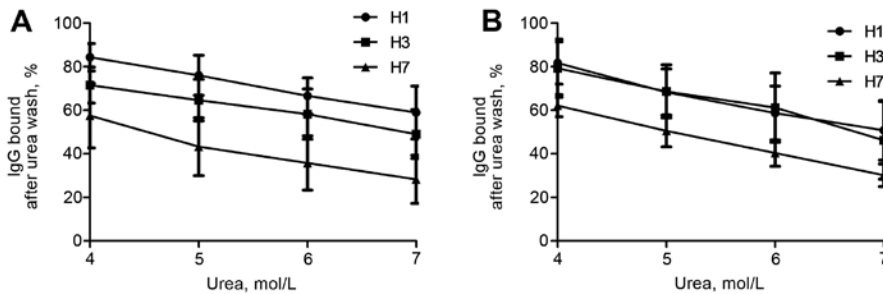 A
H1
H3
H7
IgG bound
after urea wash, %
100
80
60
40
20
0
4 5 6 7
Urea, mol/L
B
H1
H3
H7
IgG bound
after urea wash, %
100
80
60
40
20
0
4 5 6 7
Urea, mol/L